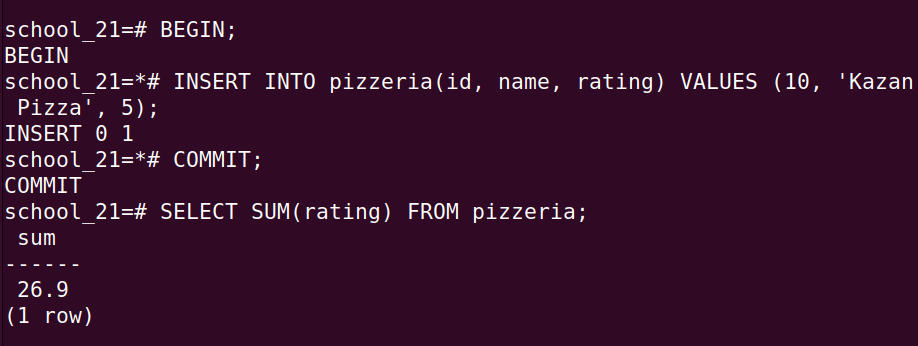 school_21=# BEGIN;
BEGIN
school_21=*# INSERT INTO pizzeria(id, name, rating) VALUES (10, 'Kazan
 Pizza', 5);
INSERT 0 1
school_21=*# COMMIT;
COMMIT
school_21=# SELECT SUM(rating) FROM pizzeria;
 sum
------
 26.9
(1 row)